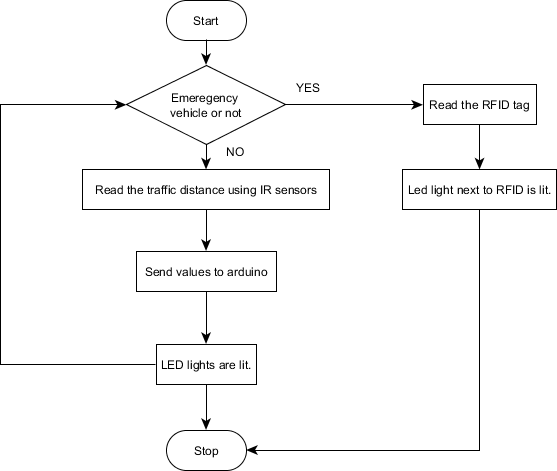 Start
Emeregency
vehicle or not
YES
Read the RFID tag
NO
Read the traffic distance using IR sensors
Led light next to RFID is lit.
Send values to arduino
LED lights are lit.
Stop